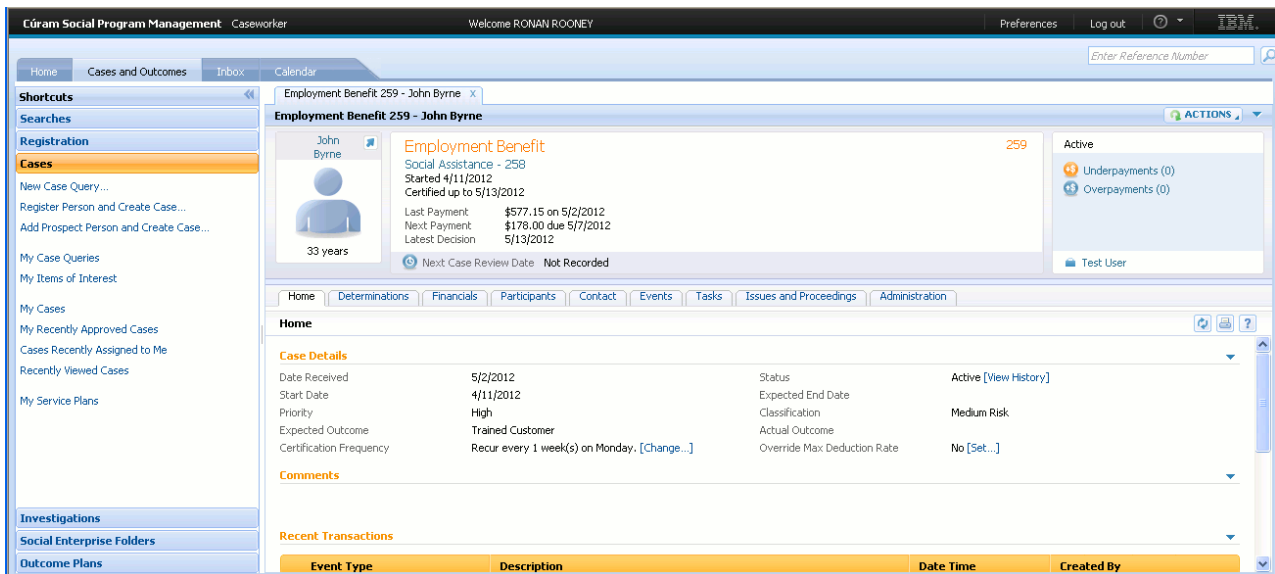 Cúram Social Program Management Caseworker Welcome RONAN ROONEY Preferences Log out ? IBM.
Enter Reference Number
Home Cases and Outcomes Inbox Calendar
Shortcuts
Searches
Registration
Cases
New Case Query...
Register Person and Create Case...
Add Prospect Person and Create Case...
My Case Queries
My Items of Interest
My Cases
My Recently Approved Cases
Cases Recently Assigned to Me
Recently Viewed Cases
My Service Plans
Investigations
Social Enterprise Folders
Outcome Plans
Employment Benefit 259 - John Byrne X
Employment Benefit 259 - John Byrne ACTIONS
John
Byrne
33 years
Employment Benefit 259
Social Assistance - 258
Started 4/11/2012
Certified up to 5/13/2012
Last Payment $577.15 on 5/2/2012
Next Payment $178.00 due 5/7/2012
Latest Decision 5/13/2012
Next Case Review Date Not Recorded
Active
Underpayments (0)
Overpayments (0)
Test User
Home Determinations Financials Participants Contact Events Tasks Issues and Proceedings Administration
Home ?
Case Details
Date Received 5/2/2012 Status Active [View History]
Start Date 4/11/2012 Expected End Date
Priority High Classification Medium Risk
Expected Outcome Trained Customer Actual Outcome
Certification Frequency Recur every 1 week(s) on Monday. [Change...] Override Max Deduction Rate No [Set...]
Comments
Recent Transactions
Event Type Description Date Time Created By